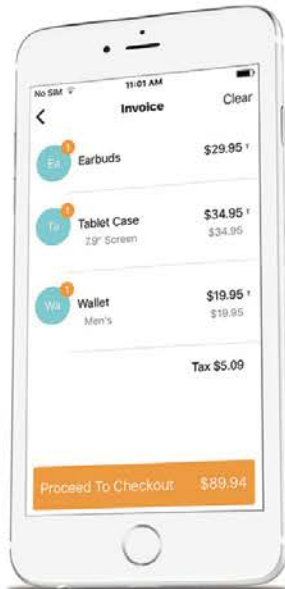 No SIM 11:01 AM
Invoice Clear
1
Ea Earbuds $29.95 T
1
Ta Tablet Case $34.95 T
7.9" Screen $34.95
1
Wa Wallet $19.95 T
Men's $19.95
Tax $5.09
Proceed To Checkout $89.94